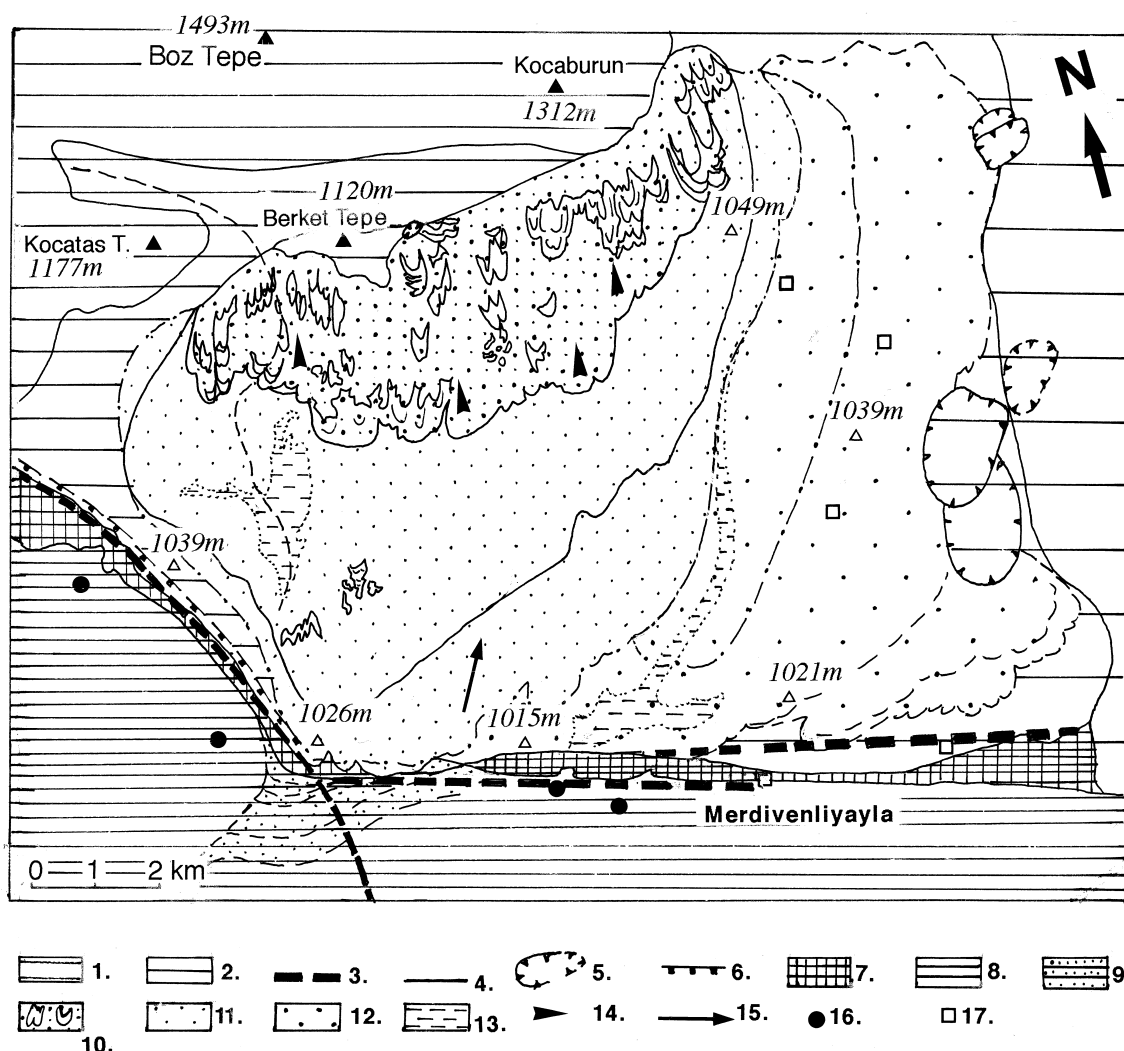 1493m
Boz Tepe
Kocaburun
1312m
N
1120m
Berket Tepe
1049m
Kocatas T.
1177m
1039m
1039m
1021m
1026m
1015m
Merdivenliyayla
0 1 2 km
1. 2. 3. 4. 5. 6. 7. 8. 9
10. 11. 12. 13. 14. 15. 16. 17.